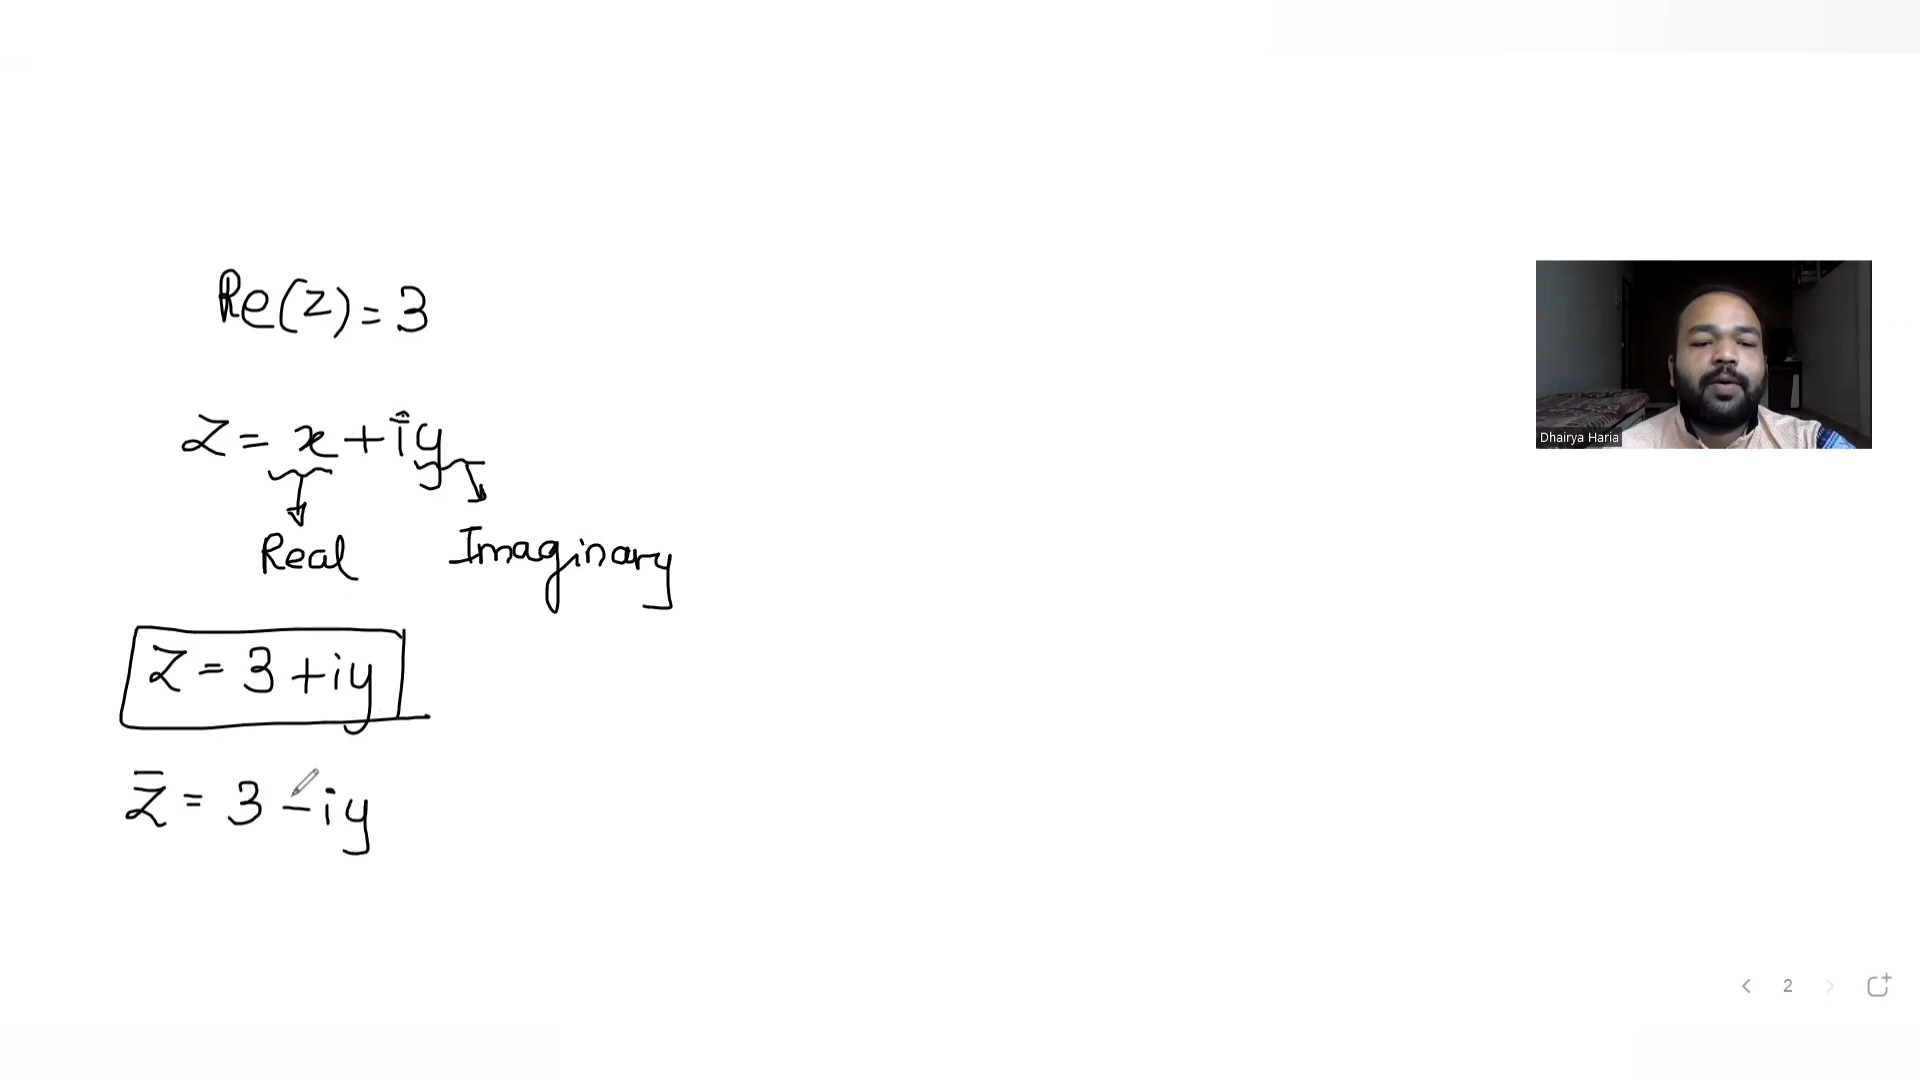 Re(z) = 3
z = x + iy
Real Imaginary
z = 3 + iy
z̅ = 3 - iy
Dhairya Haria
2